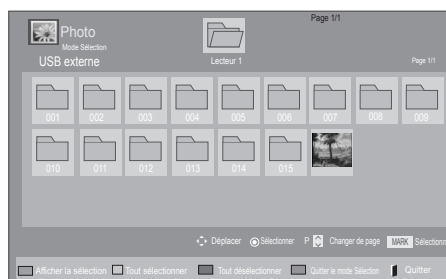 Page 1/1
Photo
Mode Sélection
USB externe
Lecteur 1
Page 1/1
001 002 003 004 005 006 007 008 009
010 011 012 013 014 015
Déplacer Sélectionner P Changer de page MARK Sélectionn
Afficher la sélection Tout sélectionner Tout désélectionner Quitter le mode Sélection Quitter